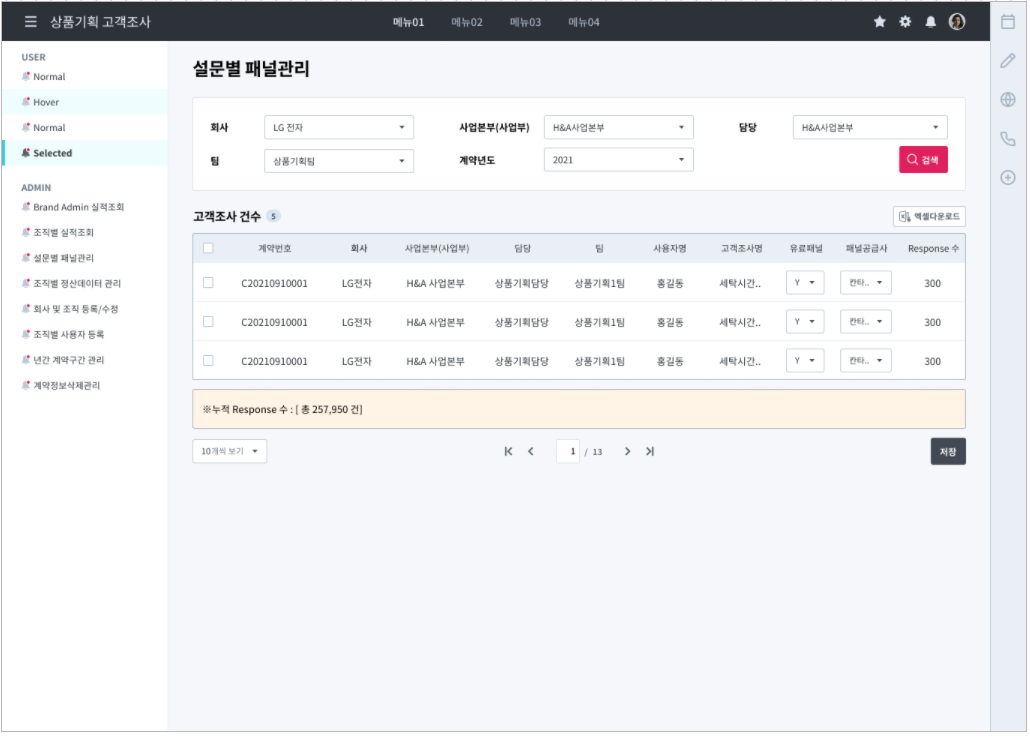 상품기획 고객조사 메뉴01 메뉴02 메뉴03 메뉴04
USER
Normal
Hover
Normal
Selected
ADMIN
Brand Admin 실적조회
조직별 실적조회
설문별 패널관리
조직별 정산데이터 관리
회사 및 조직 등록/수정
조직별 사용자 등록
년간 계약구간 관리
계약정보삭제관리
설문별 패널관리
회사 LG 전자 사업본부(사업부) H&A사업본부 담당 H&A사업본부
팀 상품기획팀 계약년도 2021 검색
고객조사 건수 5 엑셀다운로드
계약번호 회사 사업본부(사업부) 담당 팀 사용자명 고객조사명 유료패널 패널공급사 Response 수
C20210910001 LG전자 H&A 사업본부 상품기획담당 상품기획1팀 홍길동 세탁시간.. Y 칸타.. 300
C20210910001 LG전자 H&A 사업본부 상품기획담당 상품기획1팀 홍길동 세탁시간.. Y 칸타.. 300
C20210910001 LG전자 H&A 사업본부 상품기획담당 상품기획1팀 홍길동 세탁시간.. Y 칸타.. 300
※누적 Response 수 : [ 총 257,950 건]
10개씩 보기 1 / 13 저장